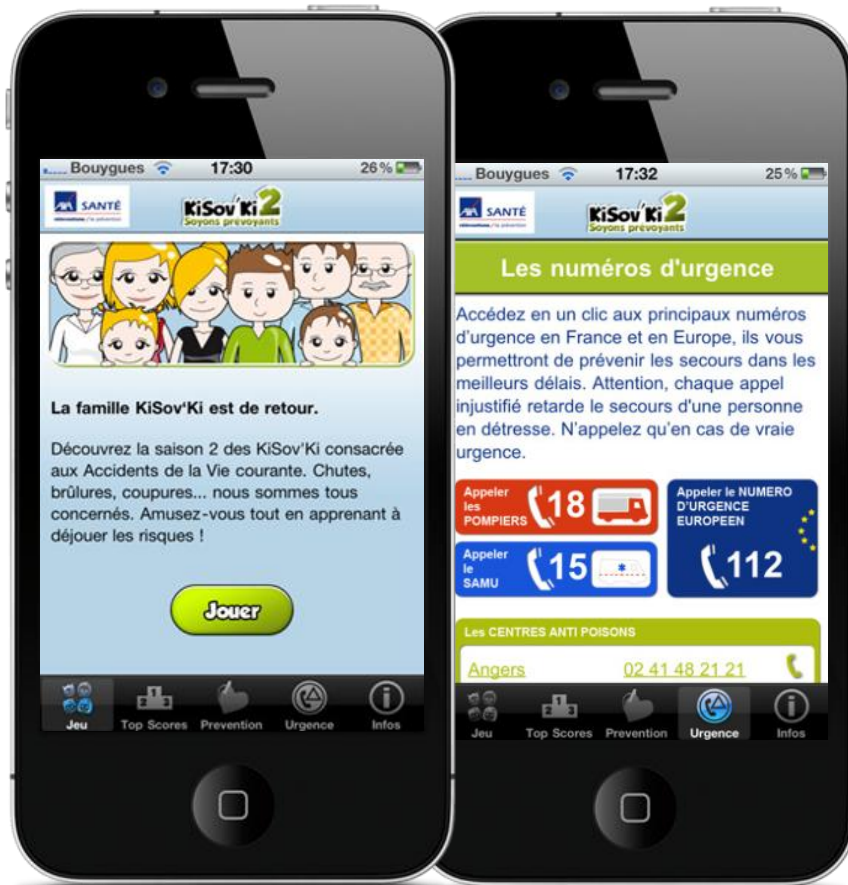 Bouygues 17:30 26 %
AXA SANTÉ
KiSov'Ki 2
Soyons prévoyants
La famille KiSov‘Ki est de retour.
Découvrez la saison 2 des KiSov'Ki consacrée
aux Accidents de la Vie courante. Chutes,
brûlures, coupures... nous sommes tous
concernés. Amusez-vous tout en apprenant à
déjouer les risques !
Jouer
Jeu Top Scores Prevention Urgence Infos
Bouygues 17:32 25 %
AXA SANTÉ
KiSov'Ki 2
Soyons prévoyants
Les numéros d'urgence
Accédez en un clic aux principaux numéros
d’urgence en France et en Europe, ils vous
permettront de prévenir les secours dans les
meilleurs délais. Attention, chaque appel
injustifié retarde le secours d'une personne
en détresse. N’appelez qu’en cas de vraie
urgence.
Appeler
les
POMPIERS
18
Appeler
le
SAMU
15
Appeler le NUMERO
D'URGENCE
EUROPEEN
112
Les CENTRES ANTI POISONS
Angers 02 41 48 21 21
Jeu Top Scores Prevention Urgence Infos